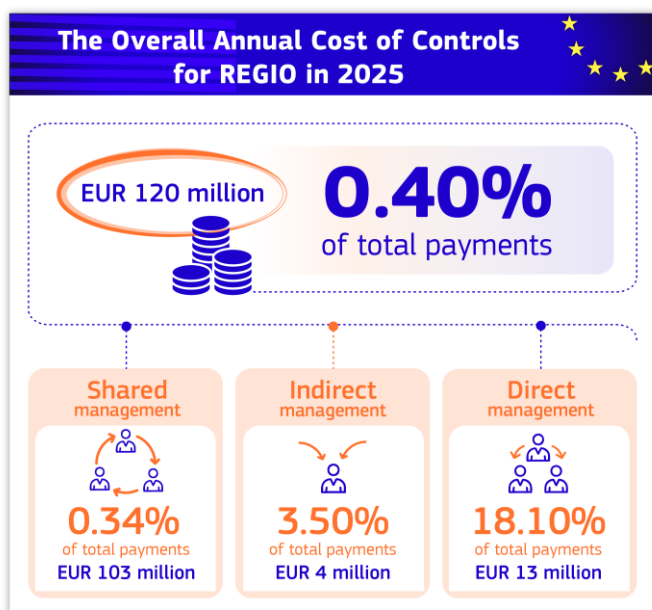 The Overall Annual Cost of Controls
for REGIO in 2025
EUR 120 million
0.40%
of total payments
Shared
management
0.34%
of total payments
EUR 103 million
Indirect
management
3.50%
of total payments
EUR 4 million
Direct
management
18.10%
of total payments
EUR 13 million